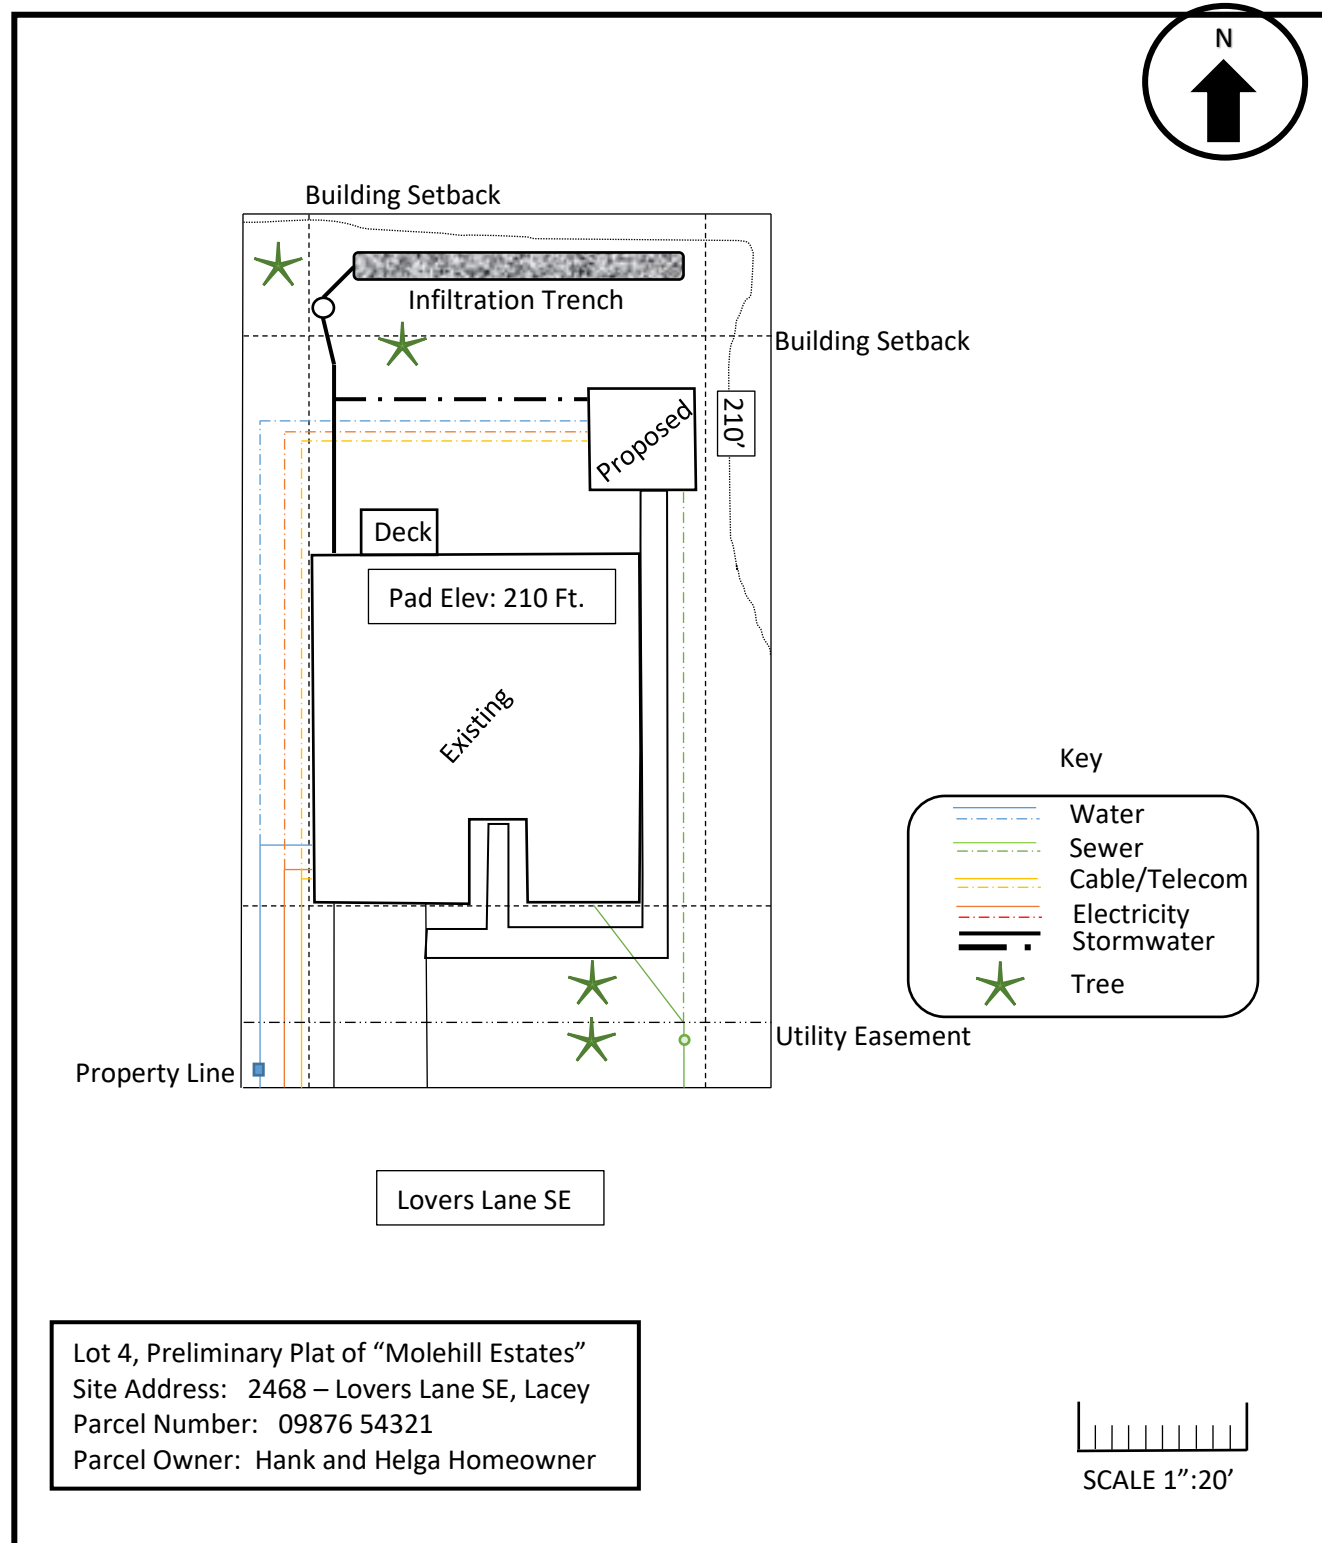 N
Building Setback
Infiltration Trench
Building Setback
210’
Proposed
Deck
Pad Elev: 210 Ft.
Existing
Key
Water
Sewer
Cable/Telecom
Electricity
Stormwater
Tree
Utility Easement
Property Line
Lovers Lane SE
Lot 4, Preliminary Plat of “Molehill Estates”
Site Address: 2468 – Lovers Lane SE, Lacey
Parcel Number: 09876 54321
Parcel Owner: Hank and Helga Homeowner
SCALE 1”:20’